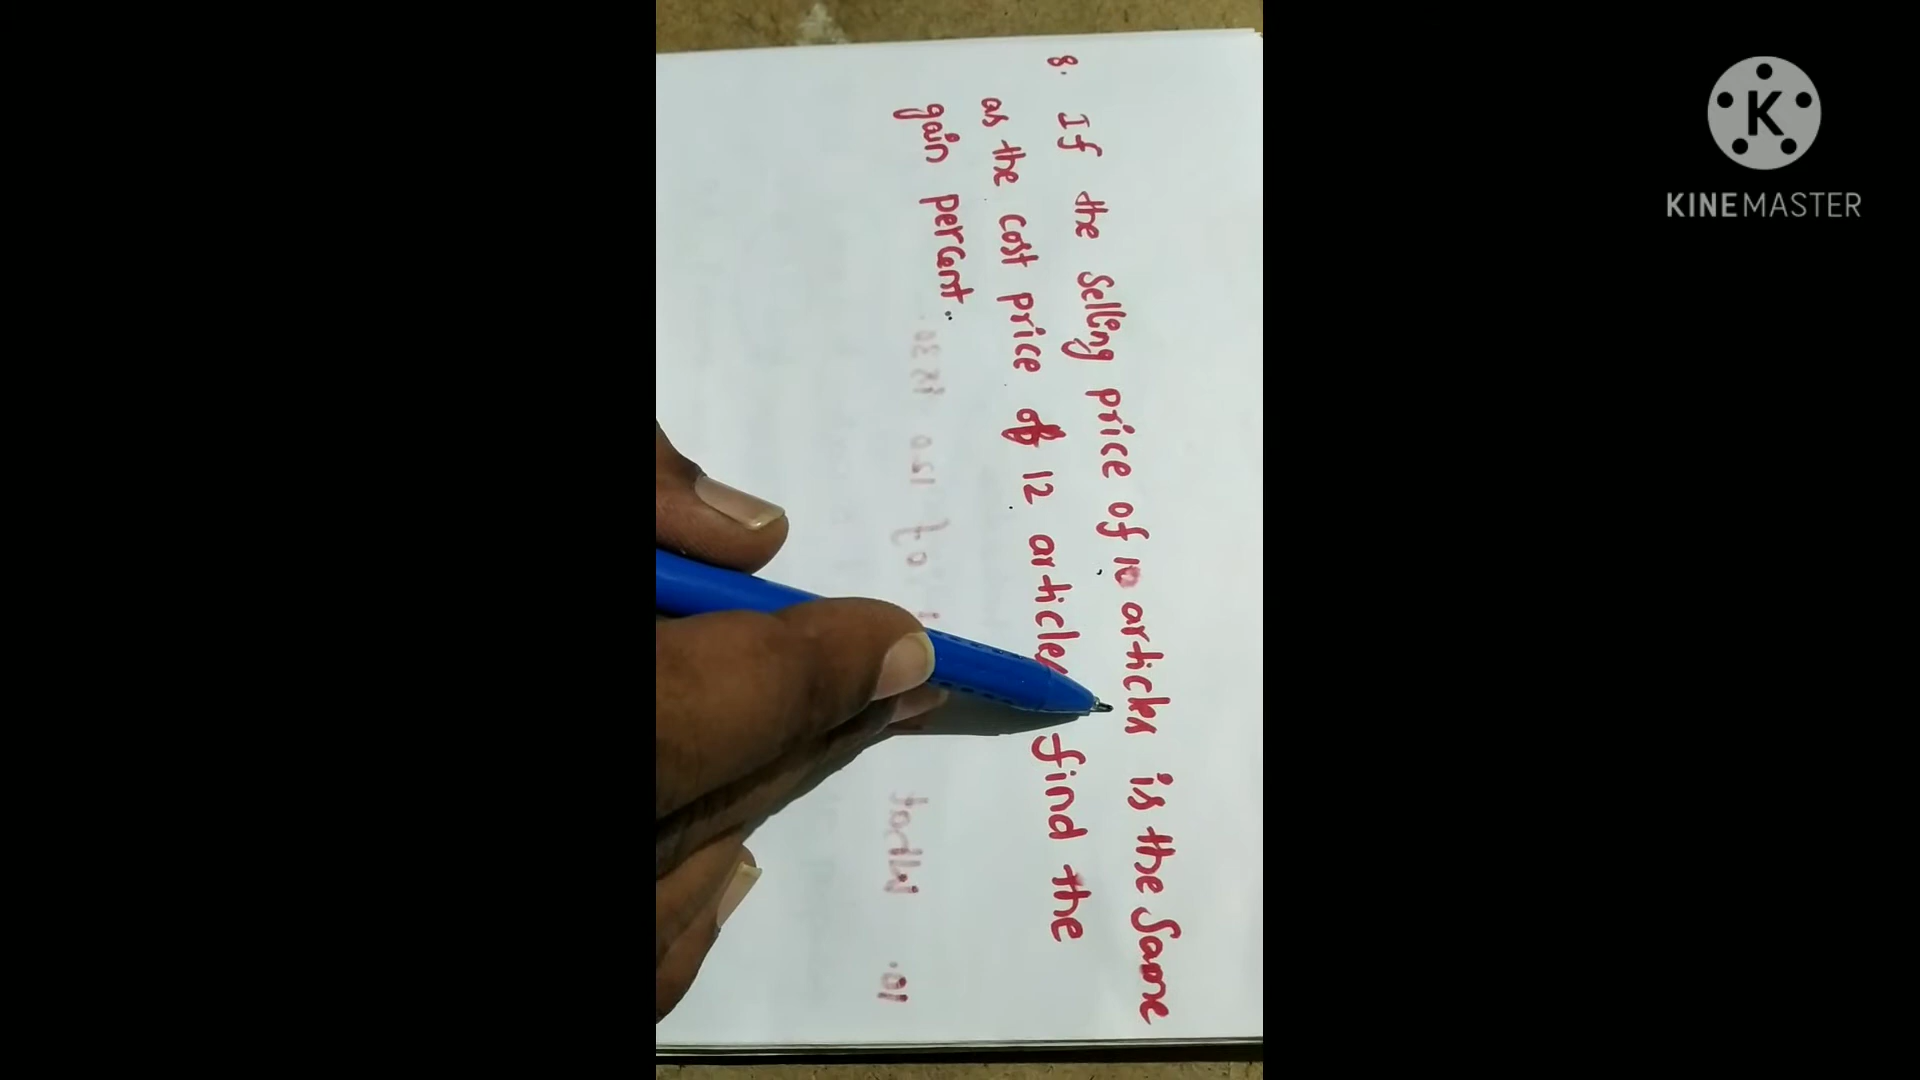 8. If the Selling price of 10 articles is the Same
as the cost price of 12 articles find the
gain percent.
K
KINEMASTER